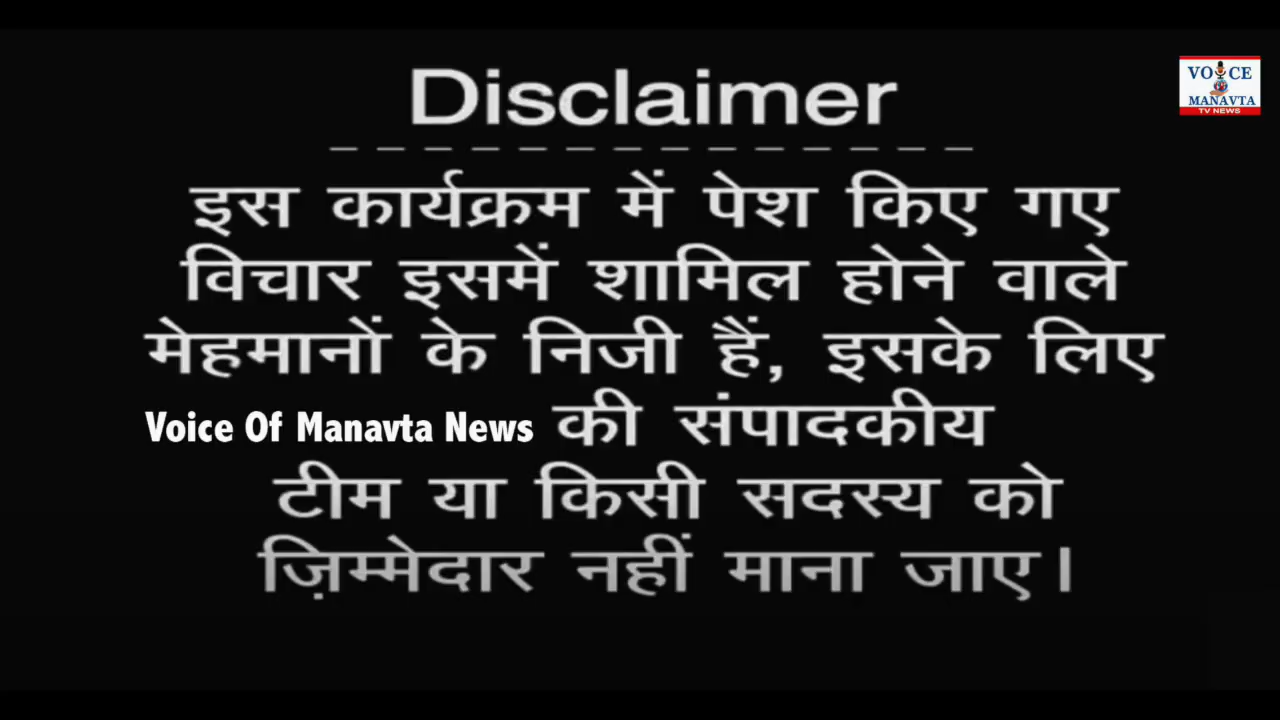 Disclaimer
VOICE
MANAVTA
TV NEWS
इस कार्यक्रम में पेश किए गए
विचार इसमें शामिल होने वाले
मेहमानों के निजी हैं, इसके लिए
Voice Of Manavta News की संपादकीय
टीम या किसी सदस्य को
ज़िम्मेदार नहीं माना जाए।